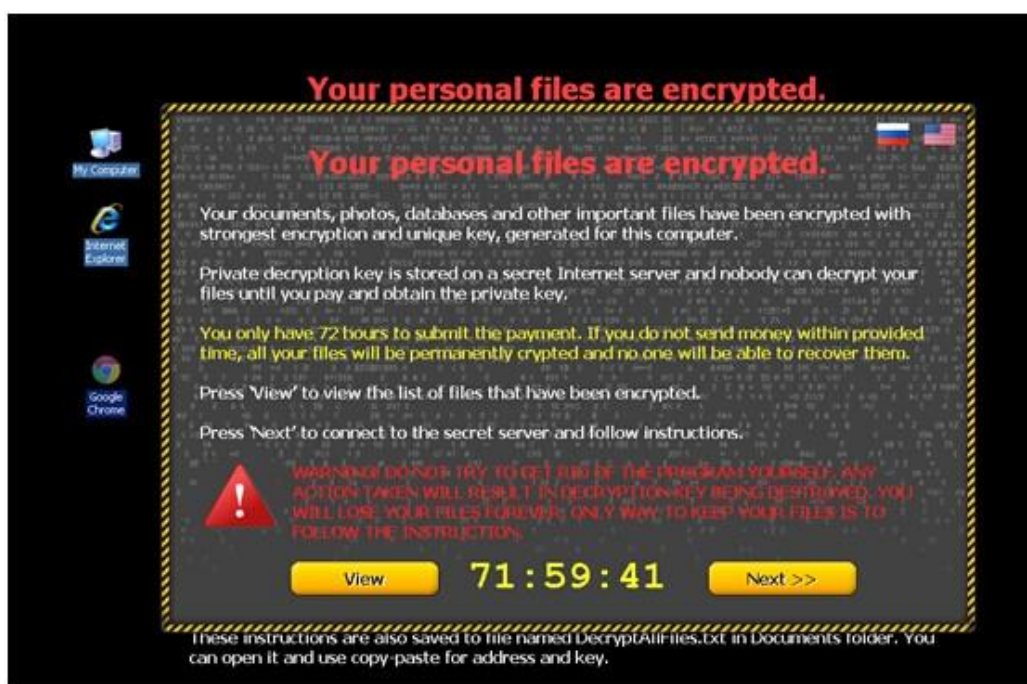 Your personal files are encrypted.
My Computer
Internet
Explorer
Google
Chrome
Your personal files are encrypted.
Your documents, photos, databases and other important files have been encrypted with
strongest encryption and unique key, generated for this computer.
Private decryption key is stored on a secret Internet server and nobody can decrypt your
files until you pay and obtain the private key.
You only have 72 hours to submit the payment. If you do not send money within provided
time, all your files will be permanently crypted and no one will be able to recover them.
Press 'View' to view the list of files that have been encrypted.
Press 'Next' to connect to the secret server and follow instructions.
WARNING! DO NOT TRY TO GET RID OF THE PROGRAM YOURSELF. ANY
ACTION TAKEN WILL RESULT IN DECRYPTION KEY BEING DESTROYED. YOU
WILL LOSE YOUR FILES FOREVER. ONLY WAY TO KEEP YOUR FILES IS TO
FOLLOW THE INSTRUCTION.
View
71:59:41
Next >>
These instructions are also saved to file named DecryptAllFiles.txt in Documents folder. You
can open it and use copy-paste for address and key.